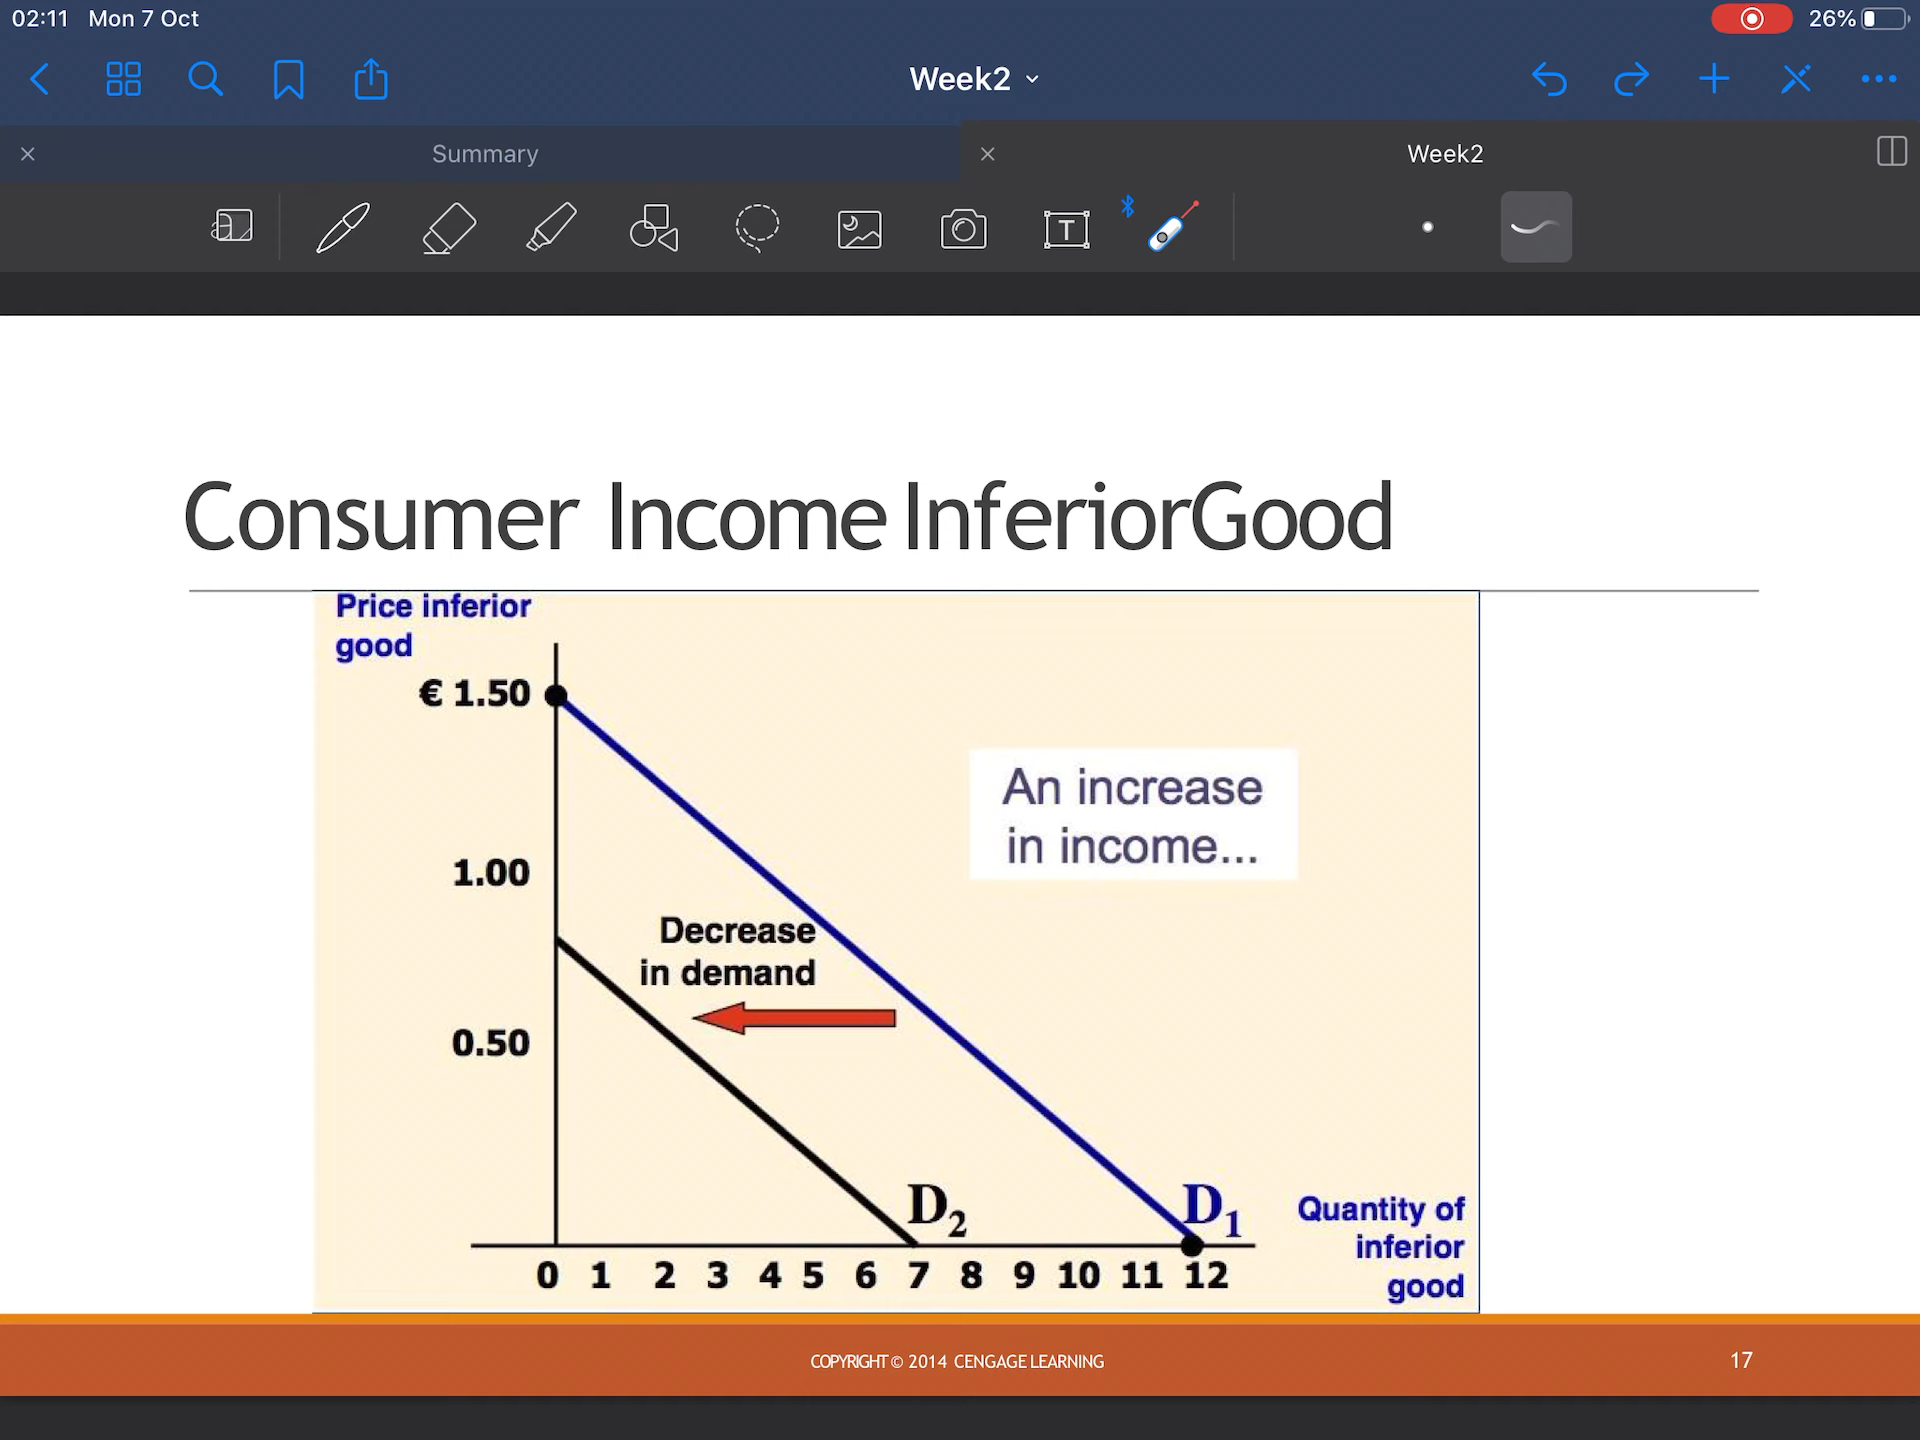 02:11 Mon 7 Oct
26%
Week2
Summary
Week2
T
Consumer Income InferiorGood
Price inferior
good
€ 1.50
An increase
in income...
1.00
Decrease
in demand
0.50
D2
D1
Quantity of
inferior
good
0 1 2 3 4 5 6 7 8 9 10 11 12
COPYRIGHT © 2014 CENGAGE LEARNING
17